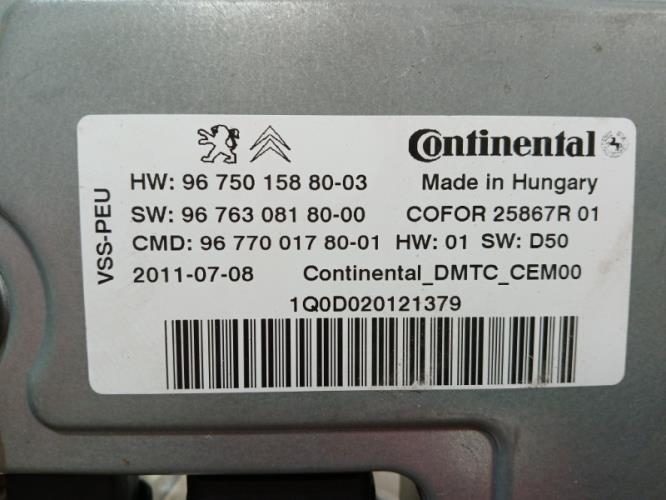 Continental
HW: 96 750 158 80-03 Made in Hungary
SW: 96 763 081 80-00 COFOR 25867R 01
CMD: 96 770 017 80-01 HW: 01 SW: D50
2011-07-08 Continental_DMTC_CEM00
1Q0D020121379
VSS-PEU